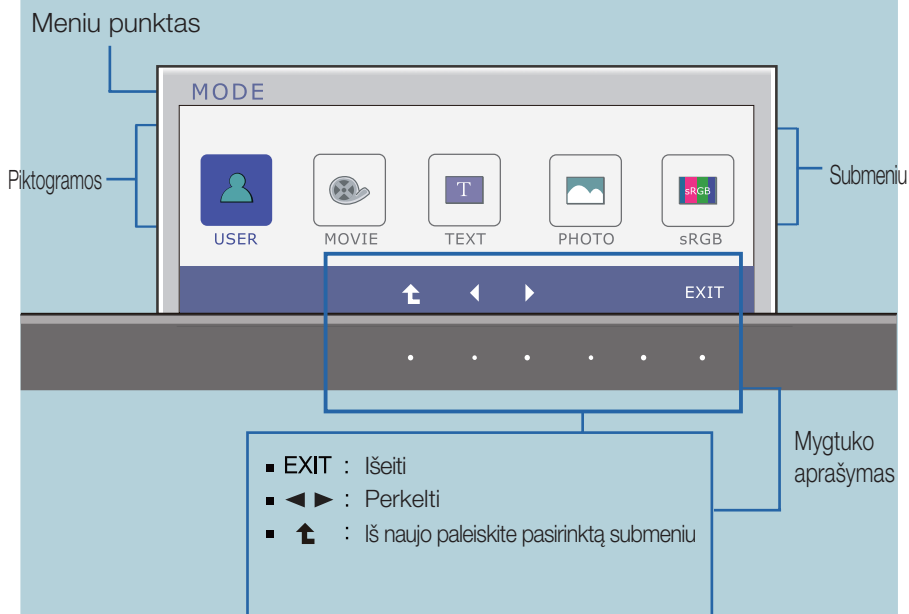 Meniu punktas
MODE
Piktogramos
Submeniu
T
sRGB
USER
MOVIE
TEXT
PHOTO
sRGB
EXIT
Mygtuko
aprašymas
EXIT : Išeiti
◄ ► : Perkelti
: Iš naujo paleiskite pasirinktą submeniu